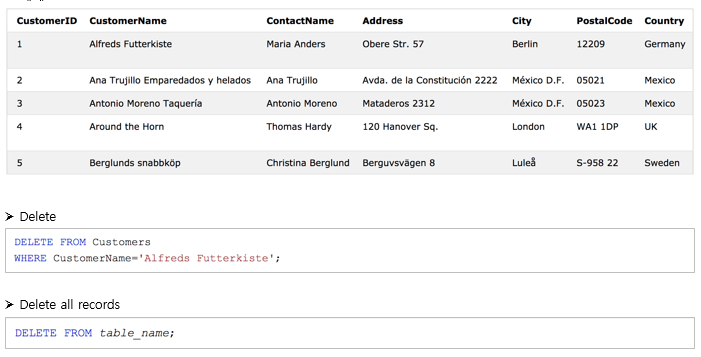 CustomerID CustomerName ContactName Address City PostalCode Country
1 Alfreds Futterkiste Maria Anders Obere Str. 57 Berlin 12209 Germany
2 Ana Trujillo Emparedados y helados Ana Trujillo Avda. de la Constitución 2222 México D.F. 05021 Mexico
3 Antonio Moreno Taquería Antonio Moreno Mataderos 2312 México D.F. 05023 Mexico
4 Around the Horn Thomas Hardy 120 Hanover Sq. London WA1 1DP UK
5 Berglunds snabbköp Christina Berglund Berguvsvägen 8 Luleå S-958 22 Sweden
➢ Delete
DELETE FROM Customers
WHERE CustomerName='Alfreds Futterkiste';
➢ Delete all records
DELETE FROM table_name;